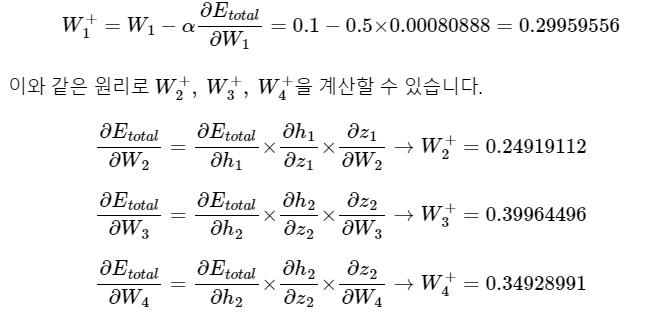 W₁⁺ = W₁ − α ∂E_total/∂W₁ = 0.1 − 0.5×0.00080888 = 0.29959556
이와 같은 원리로 W₂⁺, W₃⁺, W₄⁺을 계산할 수 있습니다.
∂E_total/∂W₂ = ∂E_total/∂h₁ × ∂h₁/∂z₁ × ∂z₁/∂W₂ → W₂⁺ = 0.24919112
∂E_total/∂W₃ = ∂E_total/∂h₂ × ∂h₂/∂z₂ × ∂z₂/∂W₃ → W₃⁺ = 0.39964496
∂E_total/∂W₄ = ∂E_total/∂h₂ × ∂h₂/∂z₂ × ∂z₂/∂W₄ → W₄⁺ = 0.34928991